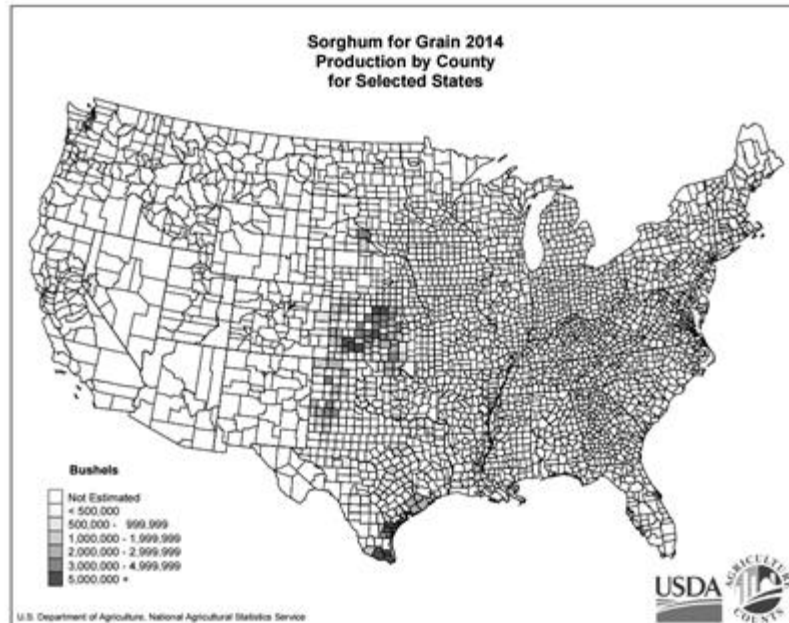 Sorghum for Grain 2014
Production by County
for Selected States
Bushels
Not Estimated
< 500,000
500,000 - 999,999
1,000,000 - 1,999,999
2,000,000 - 2,999,999
3,000,000 - 4,999,999
5,000,000 +
USDA
AGRICULTURE
COUNTS
U.S. Department of Agriculture, National Agricultural Statistics Service